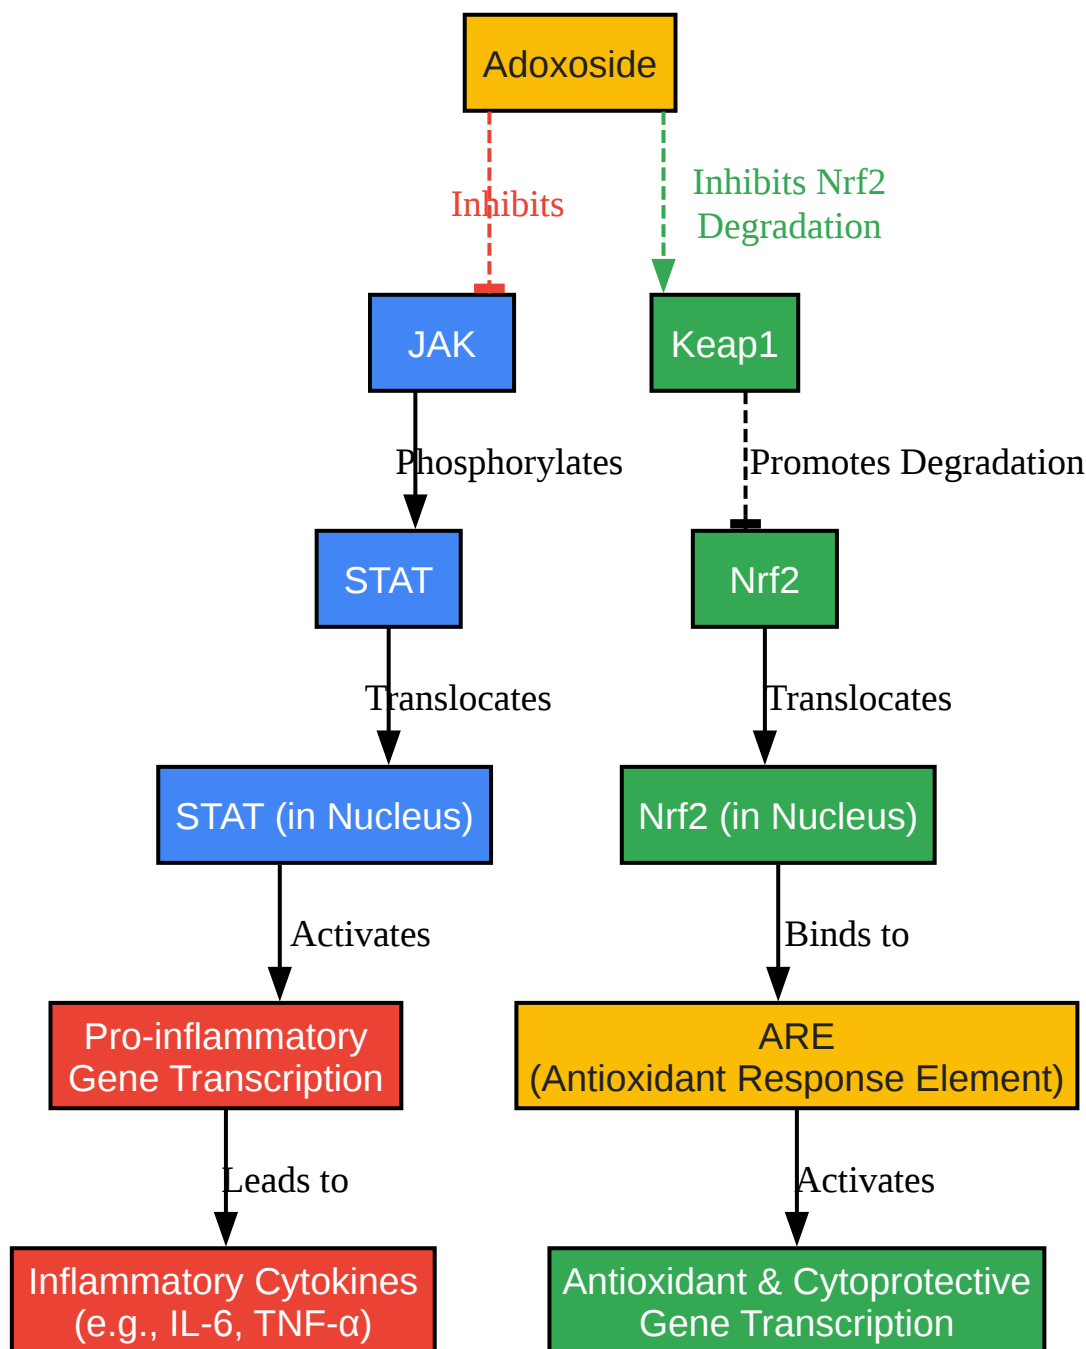 Adoxoside
Inhibits
Inhibits Nrf2
Degradation
JAK
Keap1
Phosphorylates
Promotes Degradation
STAT
Nrf2
Translocates
Translocates
STAT (in Nucleus)
Nrf2 (in Nucleus)
Activates
Binds to
Pro-inflammatory
Gene Transcription
ARE
(Antioxidant Response Element)
Leads to
Activates
Inflammatory Cytokines
(e.g., IL-6, TNF-α)
Antioxidant & Cytoprotective
Gene Transcription